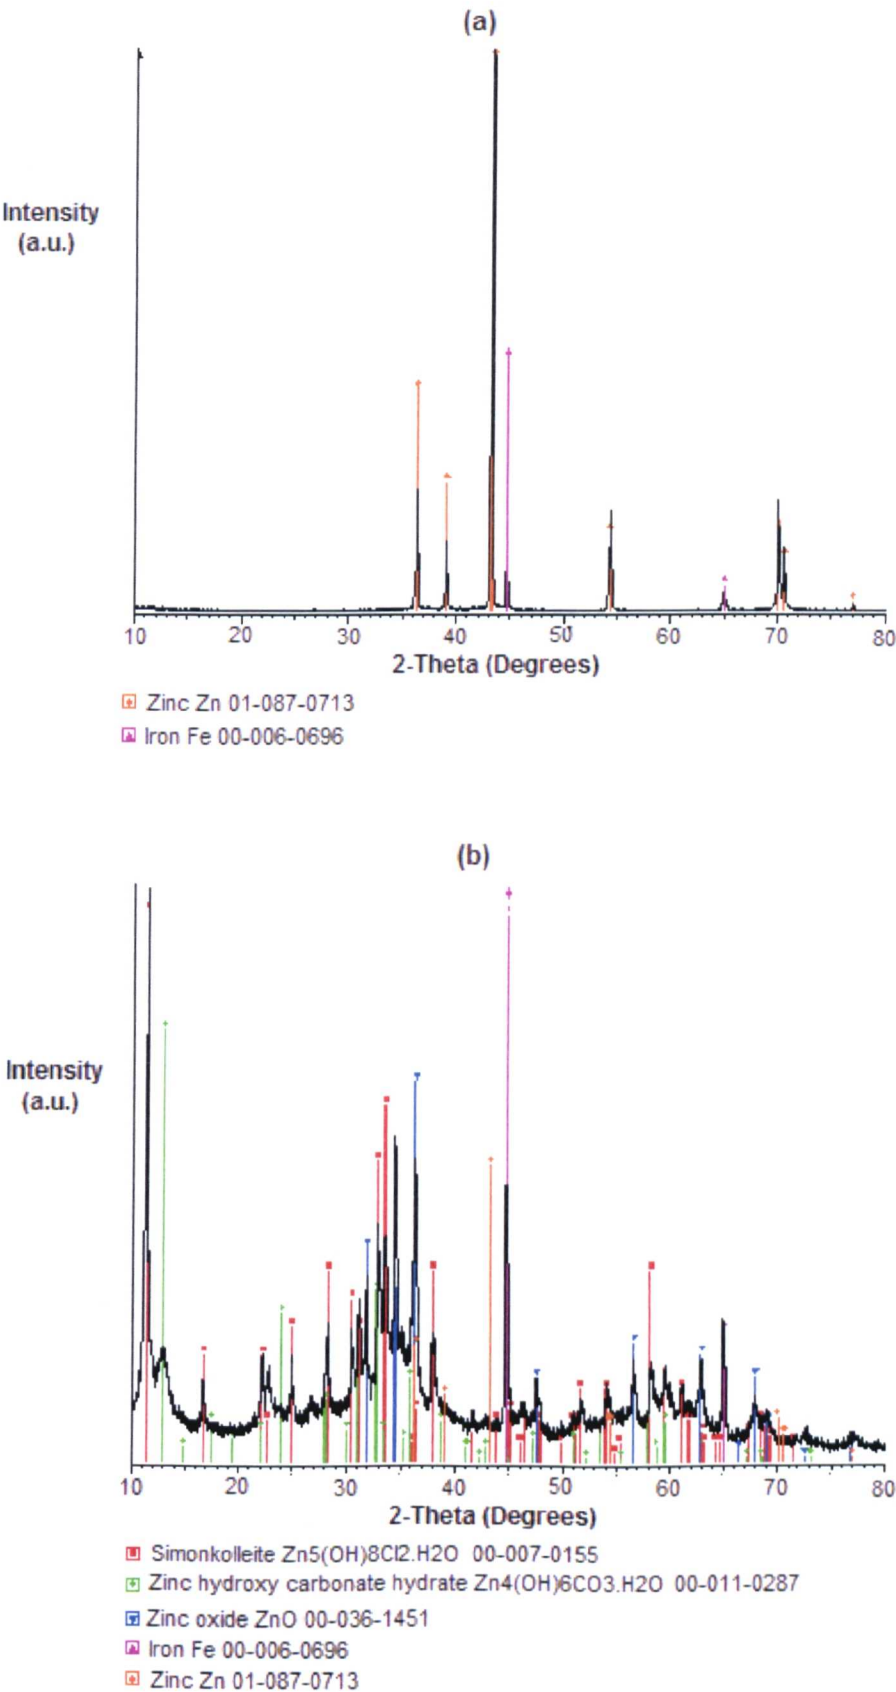 (a)
Intensity
(a.u.)
10 20 30 40 50 60 70 80
2-Theta (Degrees)
Zinc Zn 01-087-0713
Iron Fe 00-006-0696
(b)
Intensity
(a.u.)
10 20 30 40 50 60 70 80
2-Theta (Degrees)
Simonkolleite Zn5(OH)8Cl2.H2O 00-007-0155
Zinc hydroxy carbonate hydrate Zn4(OH)6CO3.H2O 00-011-0287
Zinc oxide ZnO 00-036-1451
Iron Fe 00-006-0696
Zinc Zn 01-087-0713